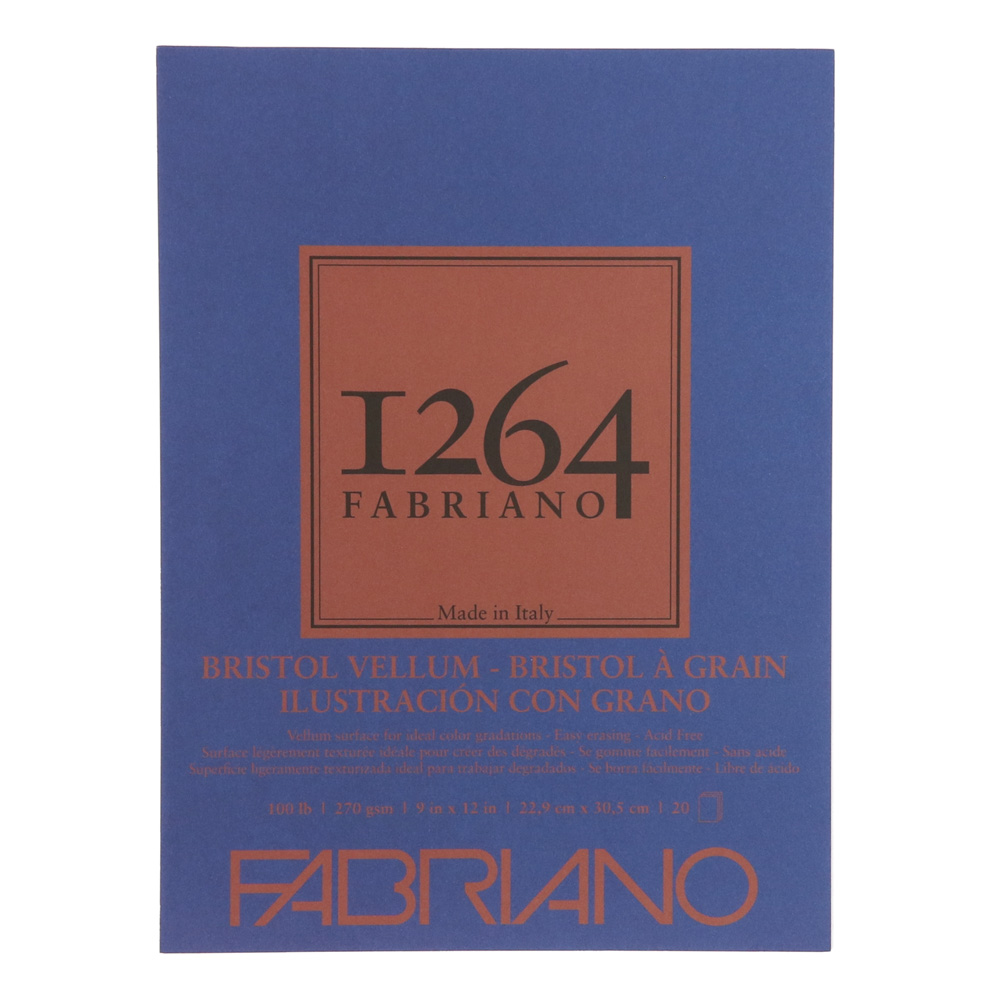 1264
FABRIANO
Made in Italy
BRISTOL VELLUM - BRISTOL À GRAIN
ILUSTRACIÓN CON GRANO
Vellum surface for ideal color gradations - Easy erasing - Acid Free
Surface legèrement texturée idéale pour créer des dégradés - Se gomme facilement - Sans acide
Superficie ligeramente texturizada ideal para trabajar degradados - Se borra fácilmente - Libre de ácido
100 lb | 270 gsm | 9 in x 12 in | 22,9 cm x 30,5 cm | 20
FABRIANO